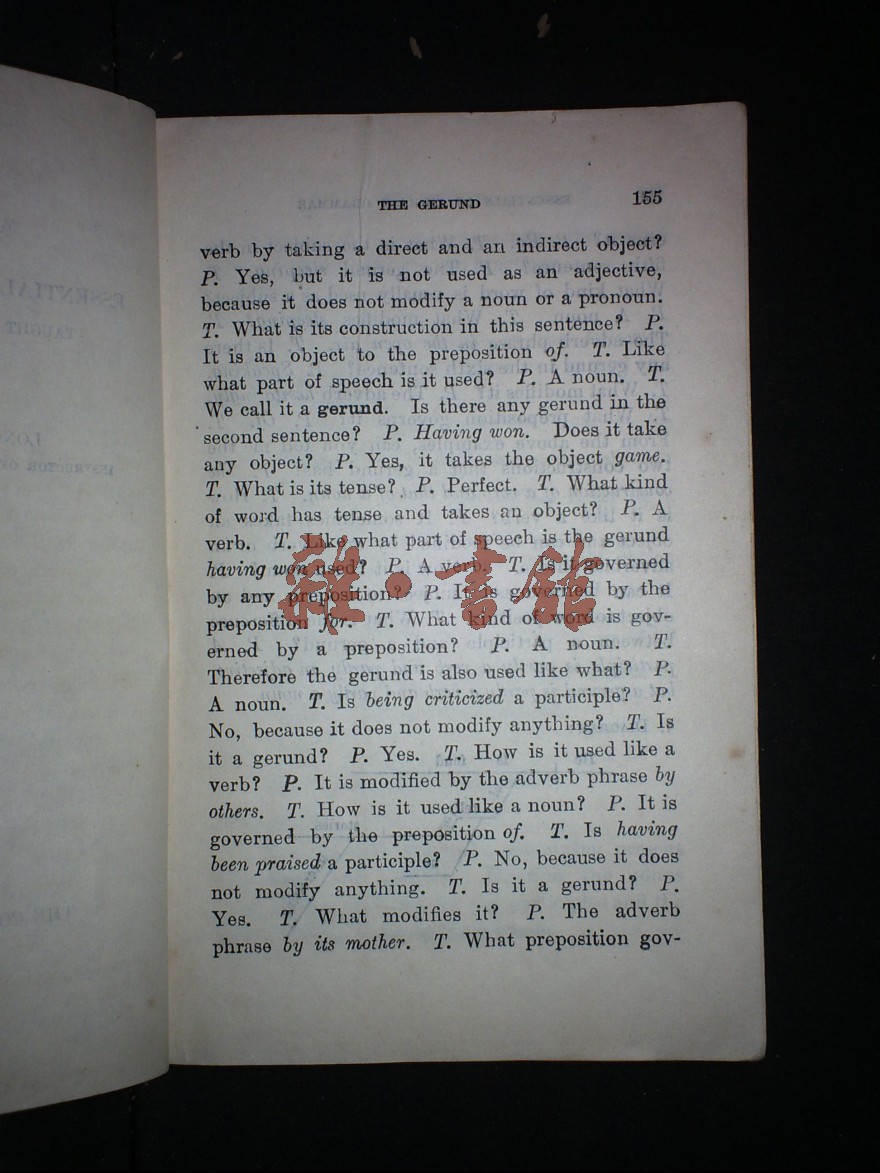 THE GERUND 155
verb by taking a direct and an indirect object?
P. Yes, but it is not used as an adjective,
because it does not modify a noun or a pronoun.
T. What is its construction in this sentence? P.
It is an object to the preposition of. T. Like
what part of speech is it used? P. A noun. T.
We call it a gerund. Is there any gerund in the
second sentence? P. Having won. Does it take
any object? P. Yes, it takes the object game.
T. What is its tense? P. Perfect. T. What kind
of word has tense and takes an object? P. A
verb. T. Like what part of speech is the gerund
having won used? P. A verb. T. Is it governed
by any preposition? P. It is governed by the
preposition for. T. What kind of word is gov-
erned by a preposition? P. A noun. T.
Therefore the gerund is also used like what? P.
A noun. T. Is being criticized a participle? P.
No, because it does not modify anything? T. Is
it a gerund? P. Yes. T. How is it used like a
verb? P. It is modified by the adverb phrase by
others. T. How is it used like a noun? P. It is
governed by the preposition of. T. Is having
been praised a participle? P. No, because it does
not modify anything. T. Is it a gerund? P.
Yes. T. What modifies it? P. The adverb
phrase by its mother. T. What preposition gov-
雜·書館